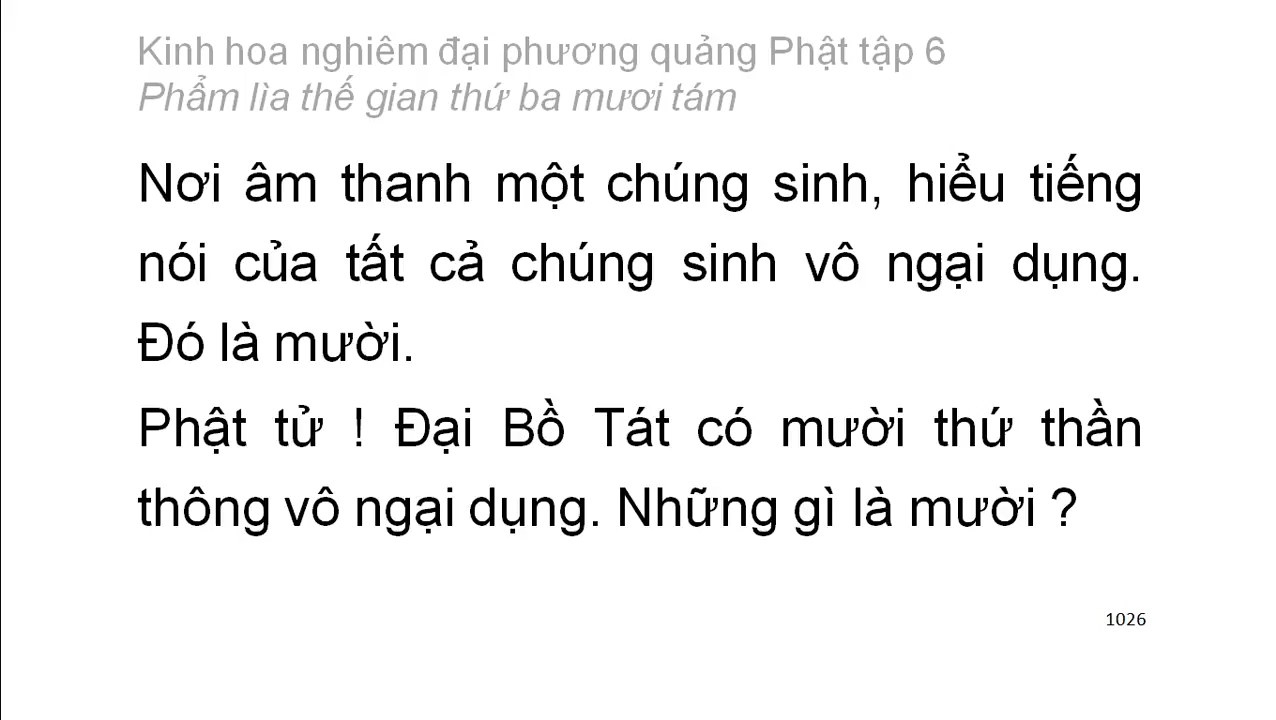 Kinh hoa nghiêm đại phương quảng Phật tập 6
Phẩm lìa thế gian thứ ba mươi tám
Nơi âm thanh một chúng sinh, hiểu tiếng
nói của tất cả chúng sinh vô ngại dụng.
Đó là mười.
Phật tử ! Đại Bồ Tát có mười thứ thần
thông vô ngại dụng. Những gì là mười ?
1026